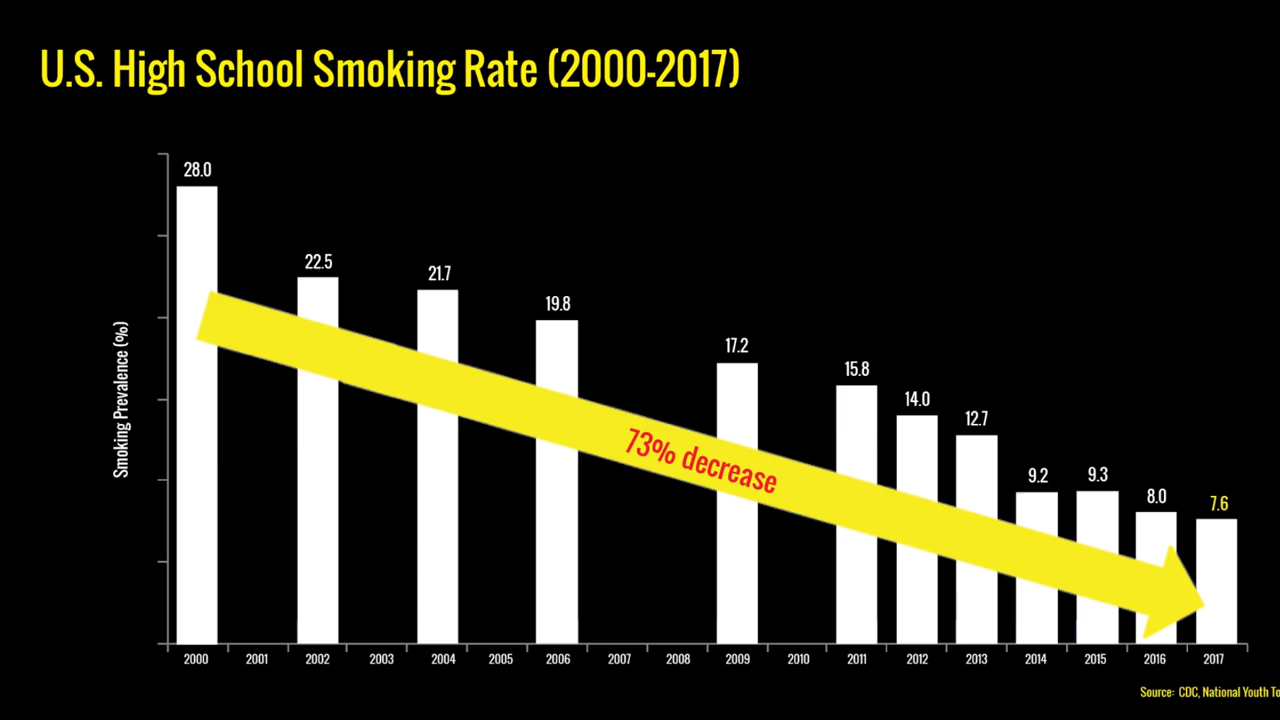 U.S. High School Smoking Rate (2000-2017)
28.0
22.5
21.7
19.8
17.2
15.8
14.0
12.7
9.2
9.3
8.0
7.6
Smoking Prevalence (%)
73% decrease
2000 2001 2002 2003 2004 2005 2006 2007 2008 2009 2010 2011 2012 2013 2014 2015 2016 2017
Source: CDC, National Youth To